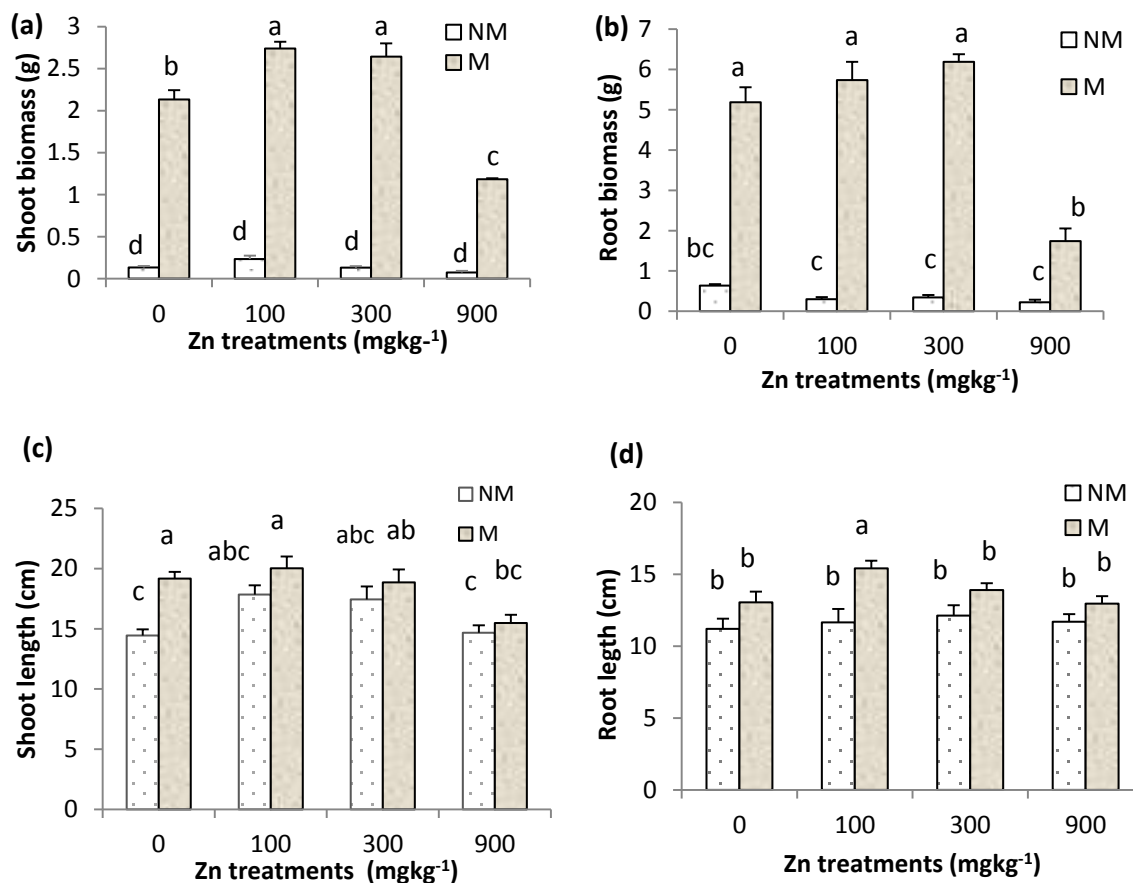 (a)
Shoot biomass (g)
3
2.5
2
1.5
1
0.5
0
NM
M
d b d a d a d c
0 100 300 900
Zn treatments (mgkg-1)
(b)
Root biomass (g)
7
6
5
4
3
2
1
0
NM
M
bc a c a c a c b
0 100 300 900
Zn treatments (mgkg-1)
(c)
Shoot length (cm)
25
20
15
10
5
0
NM
M
c a abc a abc ab c bc
0 100 300 900
Zn treatments (mgkg-1)
(d)
Root legth (cm)
20
15
10
5
0
NM
M
b b b a b b b b
0 100 300 900
Zn treatments (mgkg-1)